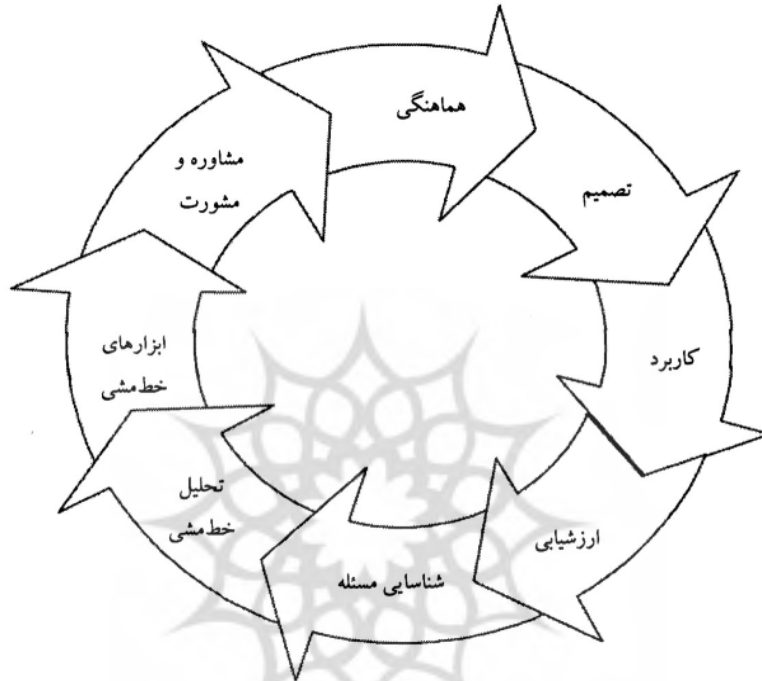 هماهنگی
تصمیم
کاربرد
ارزشیابی
شناسایی مسئله
تحلیل
خط‌مشی
ابزارهای
خط‌مشی
مشاوره و
مشورت